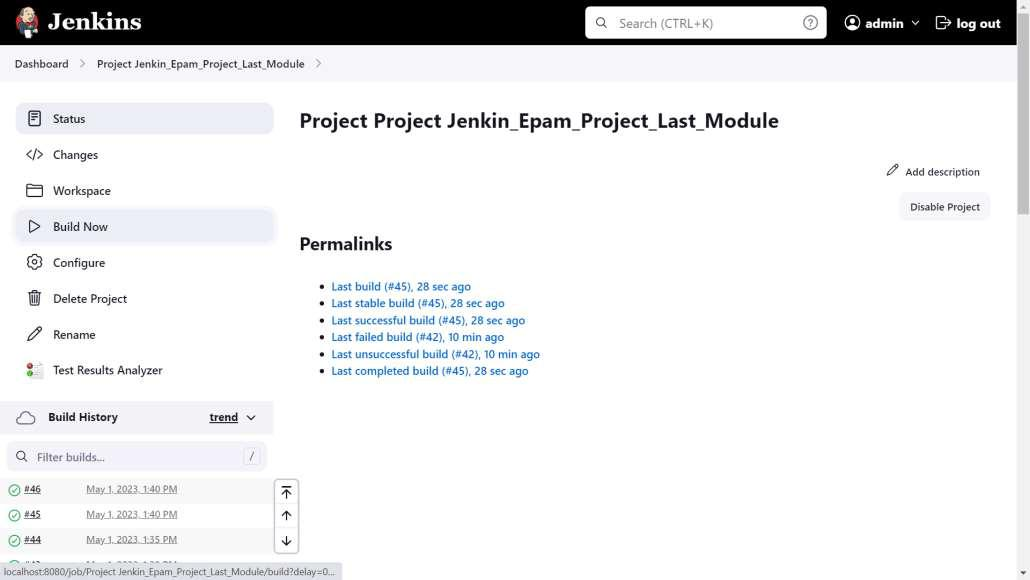 Jenkins
Search (CTRL+K)
admin
log out
Dashboard
Project Jenkin_Epam_Project_Last_Module
Status
Changes
Workspace
Build Now
Configure
Delete Project
Rename
Test Results Analyzer
Build History
trend
Filter builds...
/
#46 May 1, 2023, 1:40 PM
#45 May 1, 2023, 1:40 PM
#44 May 1, 2023, 1:35 PM
Project Project Jenkin_Epam_Project_Last_Module
Add description
Disable Project
Permalinks
Last build (#45), 28 sec ago
Last stable build (#45), 28 sec ago
Last successful build (#45), 28 sec ago
Last failed build (#42), 10 min ago
Last unsuccessful build (#42), 10 min ago
Last completed build (#45), 28 sec ago
localhost:8080/job/Project Jenkin_Epam_Project_Last_Module/build?delay=0...